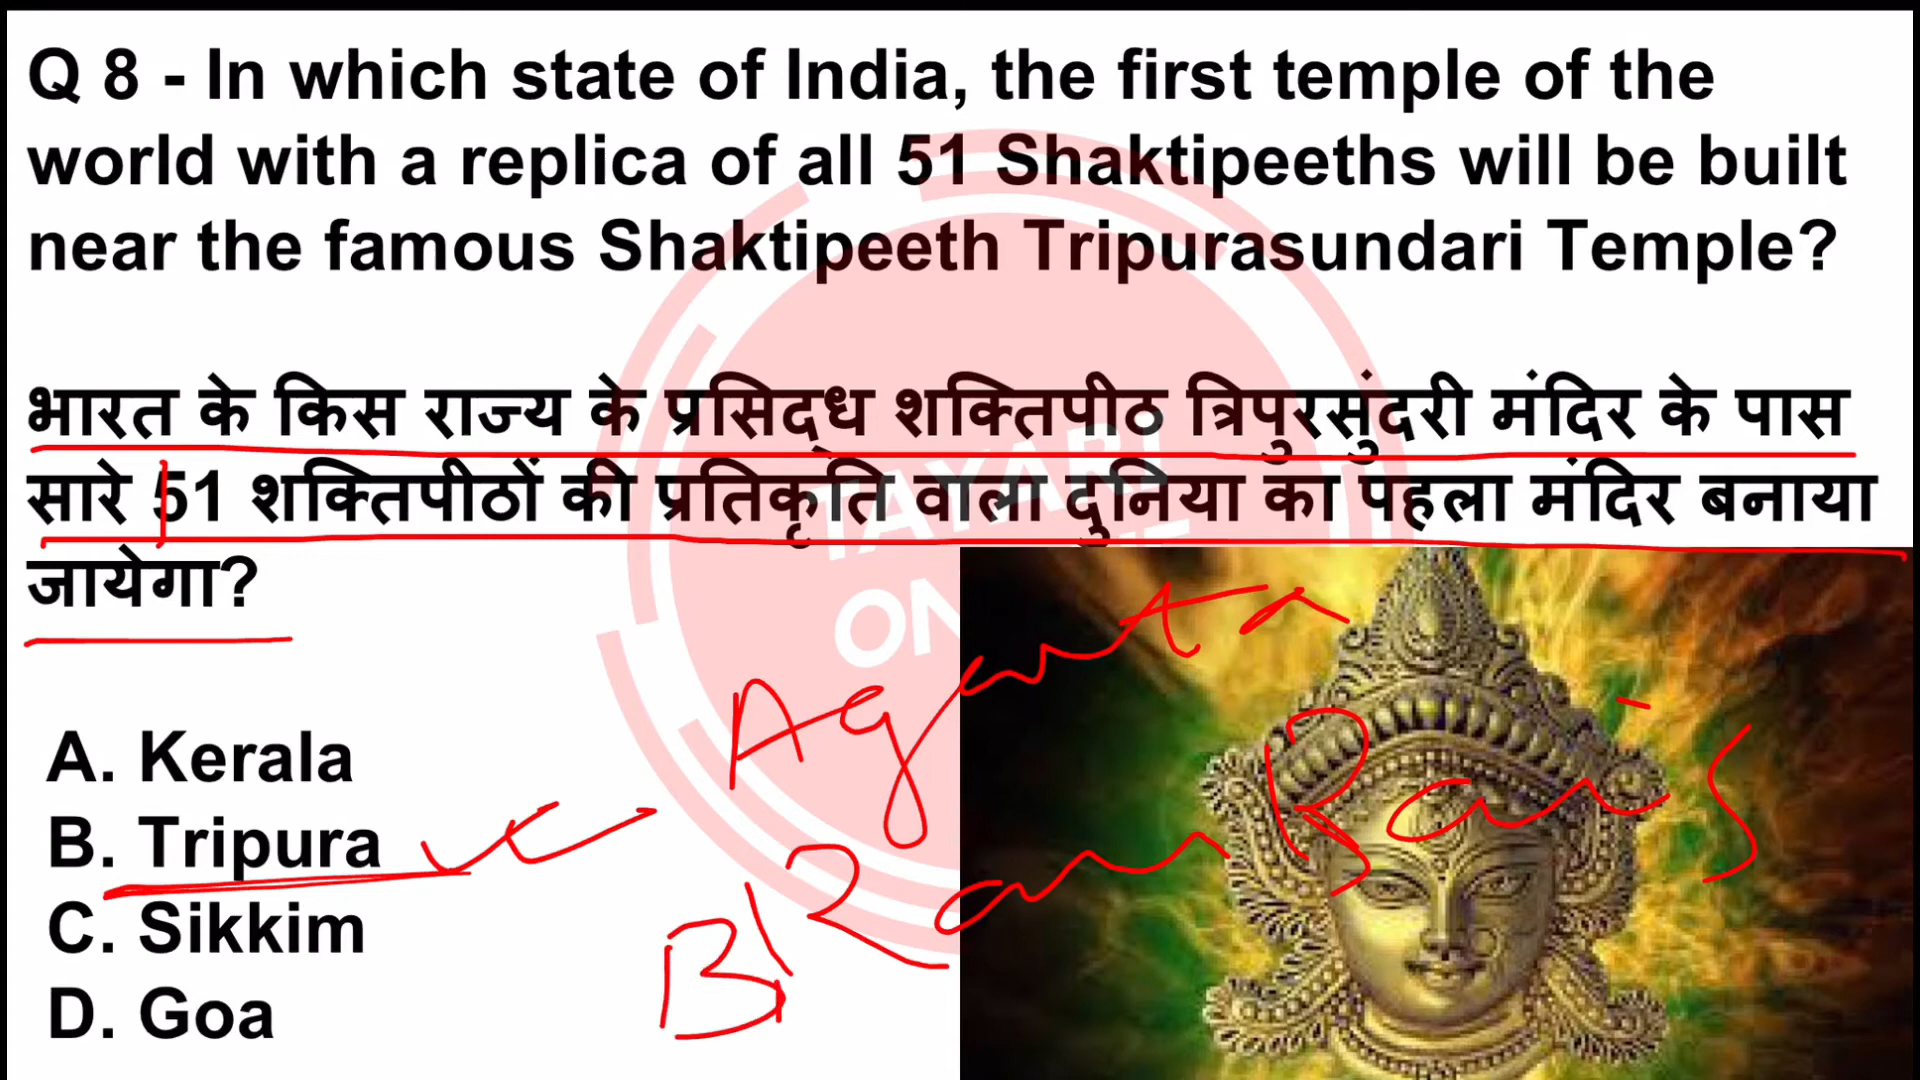 Q 8 - In which state of India, the first temple of the
world with a replica of all 51 Shaktipeeths will be built
near the famous Shaktipeeth Tripurasundari Temple?
भारत के किस राज्य के प्रसिद्ध शक्तिपीठ त्रिपुरसुंदरी मंदिर के पास
सारे 51 शक्तिपीठों की प्रतिकृति वाला दुनिया का पहला मंदिर बनाया
जायेगा?
TAYARI
A. Kerala
B. Tripura
C. Sikkim
D. Goa